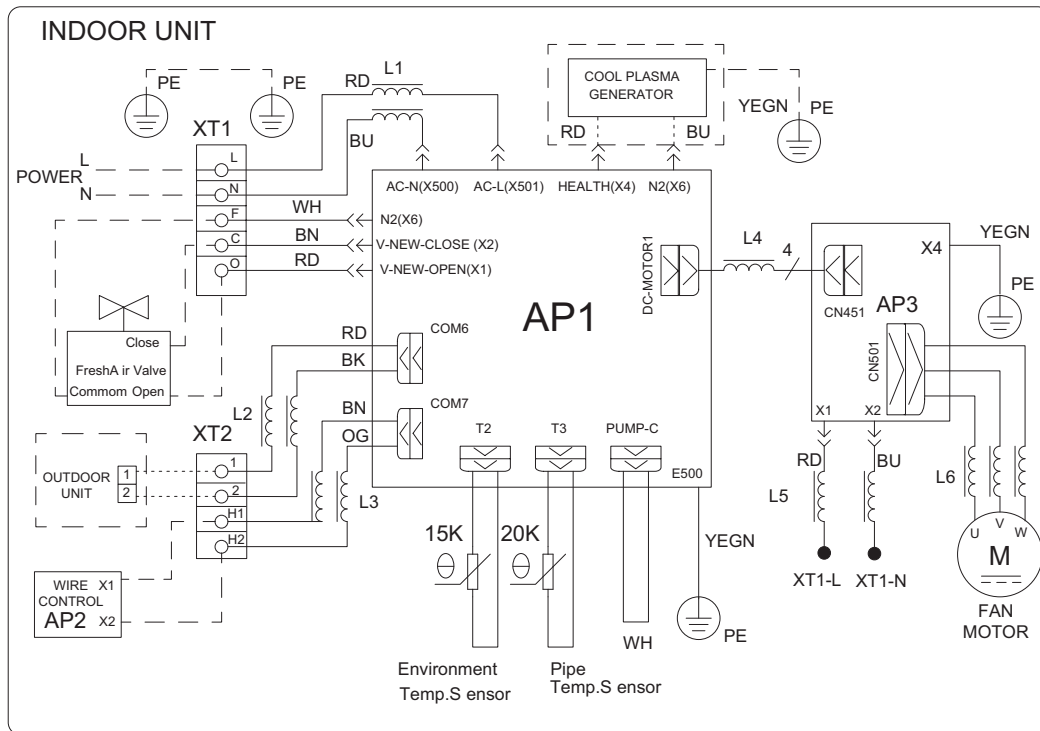 INDOOR UNIT
PE
PE
RD
L1
BU
COOL PLASMA
GENERATOR
YEGN
PE
RD
BU
XT1
L
POWER
N
L
N
F
C
O
WH
BN
RD
AC-N(X500)
AC-L(X501)
HEALTH(X4)
N2(X6)
N2(X6)
V-NEW-CLOSE (X2)
V-NEW-OPEN(X1)
DC-MOTOR1
L4
4
CN451
X4
YEGN
PE
AP3
CN501
X1
X2
AP1
Close
FreshA ir Valve
Commom Open
RD
BK
COM6
BN
OG
COM7
L2
XT2
L3
OUTDOOR
UNIT
1
2
1
2
H1
H2
WIRE X1
CONTROL
AP2 X2
T2
T3
PUMP-C
E500
15K
20K
YEGN
PE
WH
Environment
Temp.S ensor
Pipe
Temp.S ensor
RD
BU
L5
L6
XT1-L
XT1-N
U
V
W
M
FAN
MOTOR